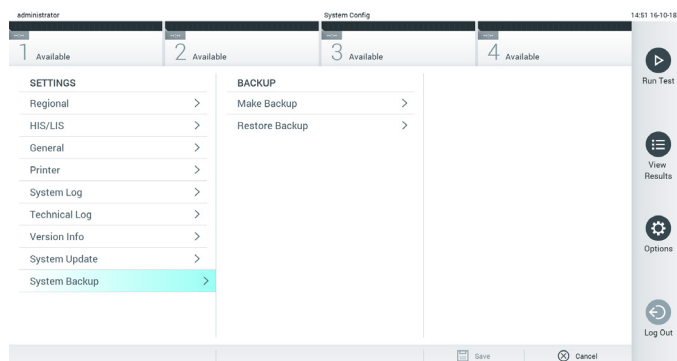 administrator System Config 14:51 16-10-18
--:-- --:-- --:-- --:--
1 Available 2 Available 3 Available 4 Available
Run Test
SETTINGS BACKUP
Regional Make Backup
HIS/LIS Restore Backup
General
Printer
View
Results
System Log
Technical Log
Version Info
Options
System Update
System Backup
Log Out
Save Cancel